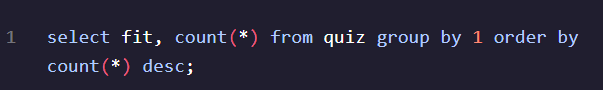 1 select fit, count(*) from quiz group by 1 order by
count(*) desc;